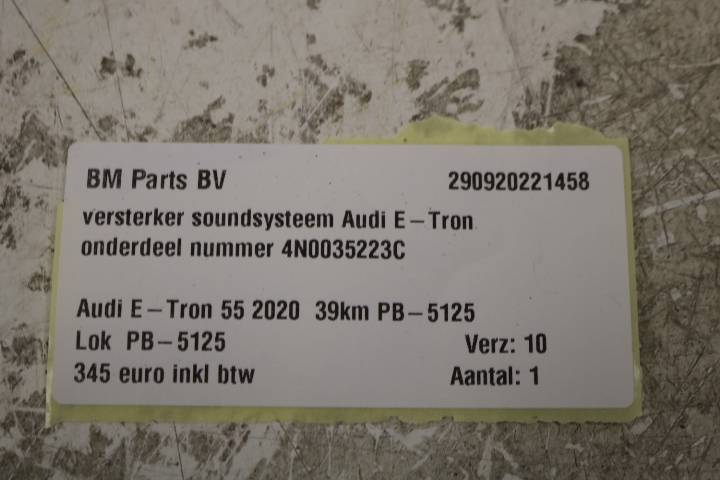 BM Parts BV 290920221458
versterker soundsysteem Audi E-Tron
onderdeel nummer 4N0035223C
Audi E-Tron 55 2020 39km PB-5125
Lok PB-5125 Verz: 10
345 euro inkl btw Aantal: 1